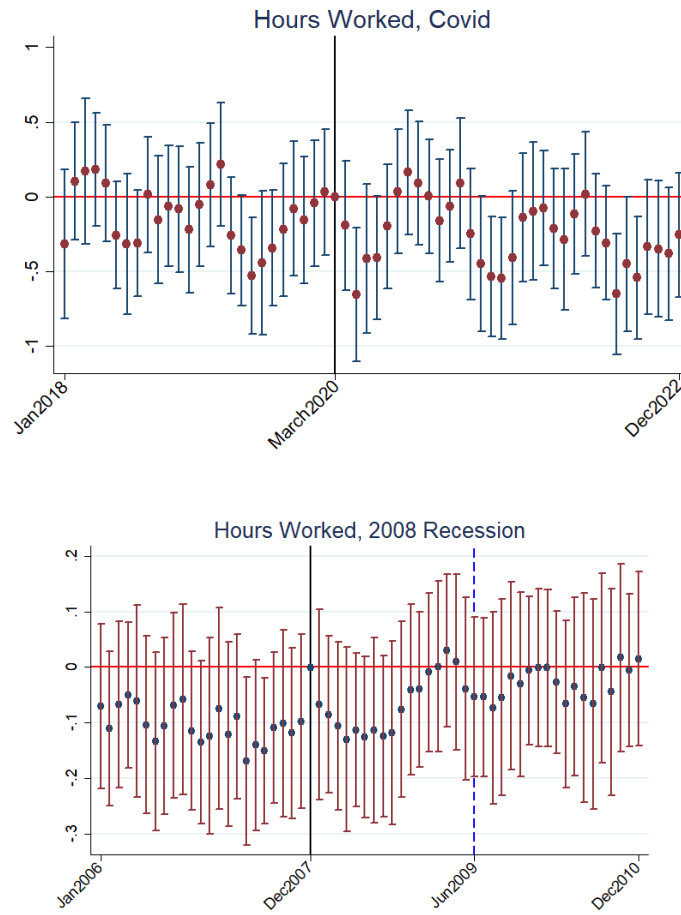 Hours Worked, Covid
1
.5
0
-.5
-1
Jan2018
March2020
Dec2022
Hours Worked, 2008 Recession
.2
.1
0
-.1
-.2
-.3
Jan2006
Dec2007
Jun2009
Dec2010